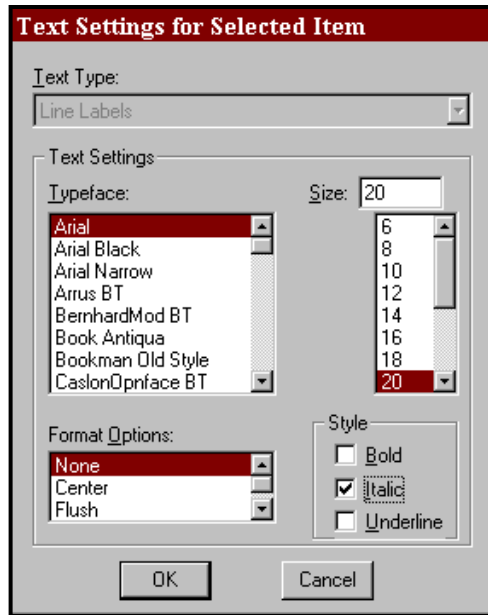 Text Settings for Selected Item
Text Type:
Line Labels
Text Settings
Typeface:
Size: 20
Arial
Arial Black
Arial Narrow
Arrus BT
BernhardMod BT
Book Antiqua
Bookman Old Style
CaslonOpnface BT
6
8
10
12
14
16
18
20
Format Options:
None
Center
Flush
Style
Bold
Italic
Underline
OK Cancel